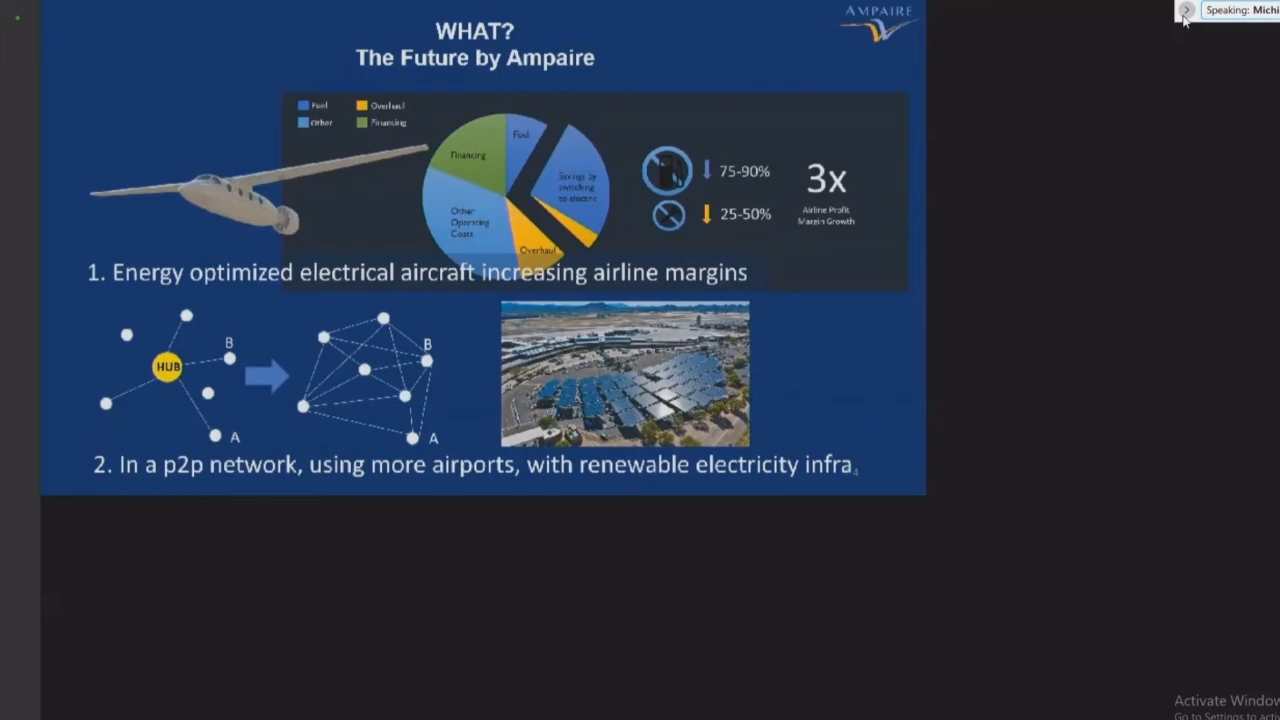 Speaking: Michi
AMPAIRE
WHAT?
The Future by Ampaire
Fuel
Overhaul
Other
Financing
Fuel
Financing
Savings by
switching
to electric
Other
Operating
Costs
Overhaul
75-90%
25-50%
3x
Airline Profit
Margin Growth
1. Energy optimized electrical aircraft increasing airline margins
HUB
B
A
B
A
2. In a p2p network, using more airports, with renewable electricity infra
4
Activate Window
Go to Settings to acti